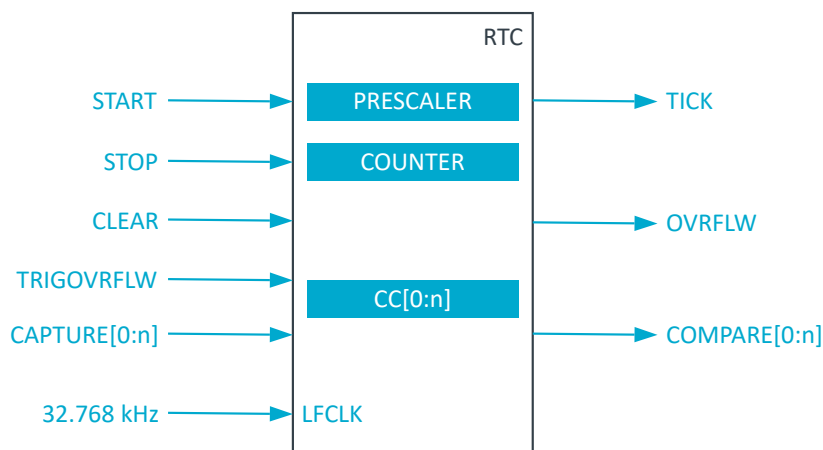 RTC
START
PRESCALER
TICK
STOP
COUNTER
CLEAR
OVRFLW
TRIGOVRFLW
CC[0:n]
CAPTURE[0:n]
COMPARE[0:n]
32.768 kHz
LFCLK